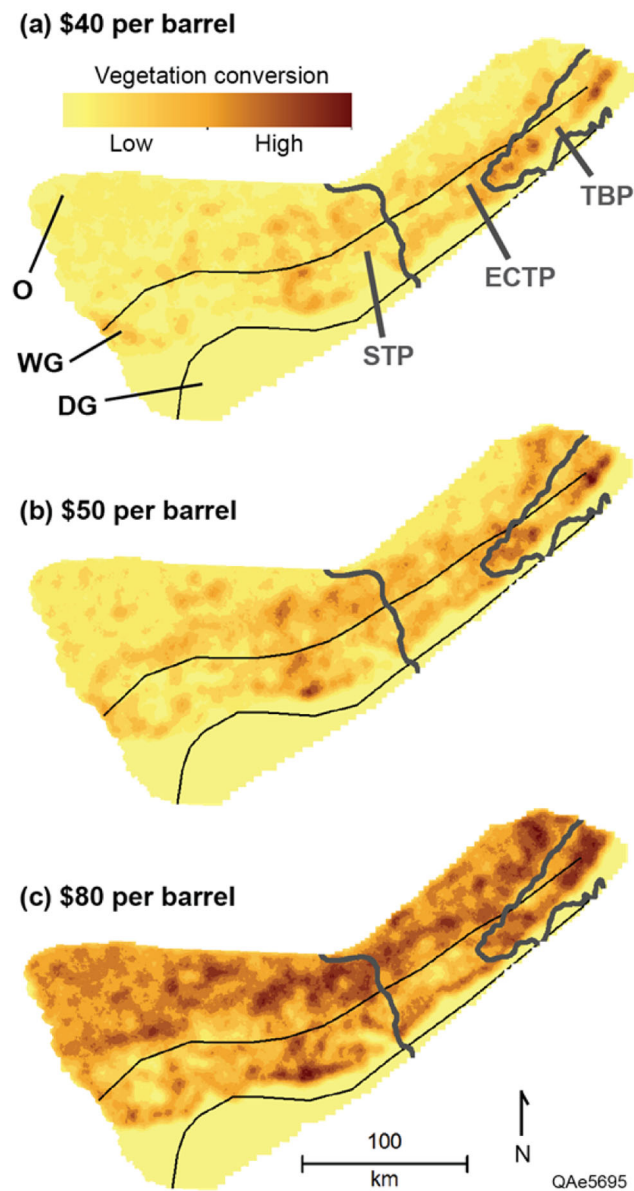 (a) $40 per barrel
Vegetation conversion
Low High
TBP
ECTP
O
STP
WG
DG
(b) $50 per barrel
(c) $80 per barrel
100
km
N
QAe5695